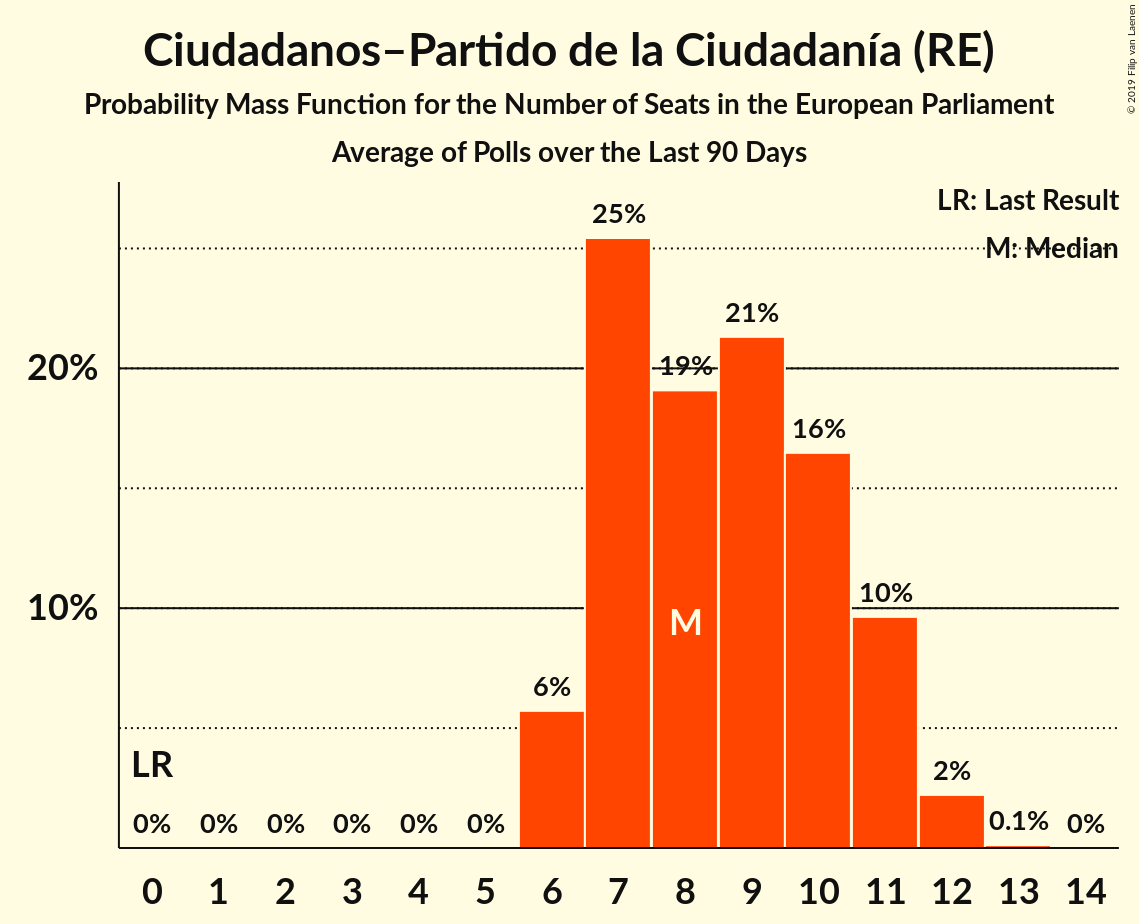 Ciudadanos–Partido de la Ciudadanía (RE)
Probability Mass Function for the Number of Seats in the European Parliament
Average of Polls over the Last 90 Days
© 2019 Filip van Laenen
LR: Last Result
M: Median
25%
21%
20%
19%
16%
10%
10%
M
6%
LR
2%
0% 0% 0% 0% 0% 0% 0.1% 0%
0 1 2 3 4 5 6 7 8 9 10 11 12 13 14